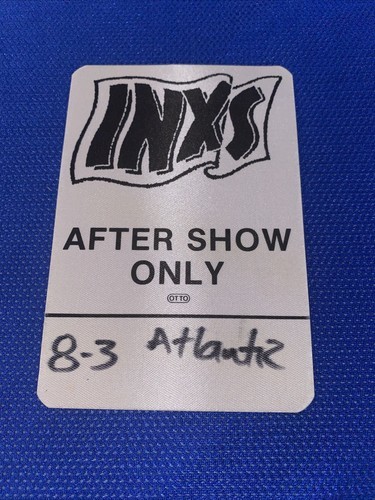 INXS
AFTER SHOW
ONLY
OTTO
8-3 Atlantic